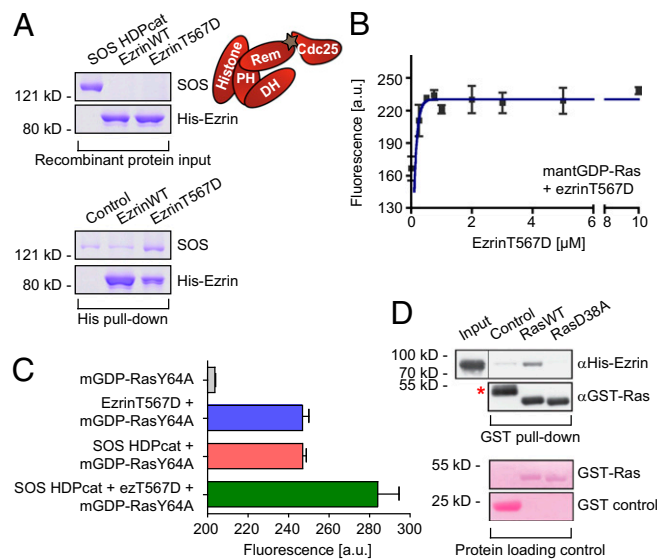 A
SOS HDPcat
EzrinWT
EzrinT567D
121 kD -
SOS
80 kD -
His-Ezrin
Recombinant protein input
Histone
PH
Rem
DH
Cdc25
Control
EzrinWT
EzrinT567D
121 kD -
SOS
80 kD -
His-Ezrin
His pull-down
B
Fluorescence [a.u.]
250
220
190
160
130
0 2 4 6 8 10
EzrinT567D [µM]
mantGDP-Ras
+ ezrinT567D
C
mGDP-RasY64A
EzrinT567D +
mGDP-RasY64A
SOS HDPcat +
mGDP-RasY64A
SOS HDPcat + ezT567D +
mGDP-RasY64A
200 220 240 260 280 300
Fluorescence [a.u.]
D
Input
Control
RasWT
RasD38A
100 kD -
70 kD -
55 kD -
αHis-Ezrin
*
αGST-Ras
GST pull-down
55 kD -
GST-Ras
25 kD -
GST control
Protein loading control